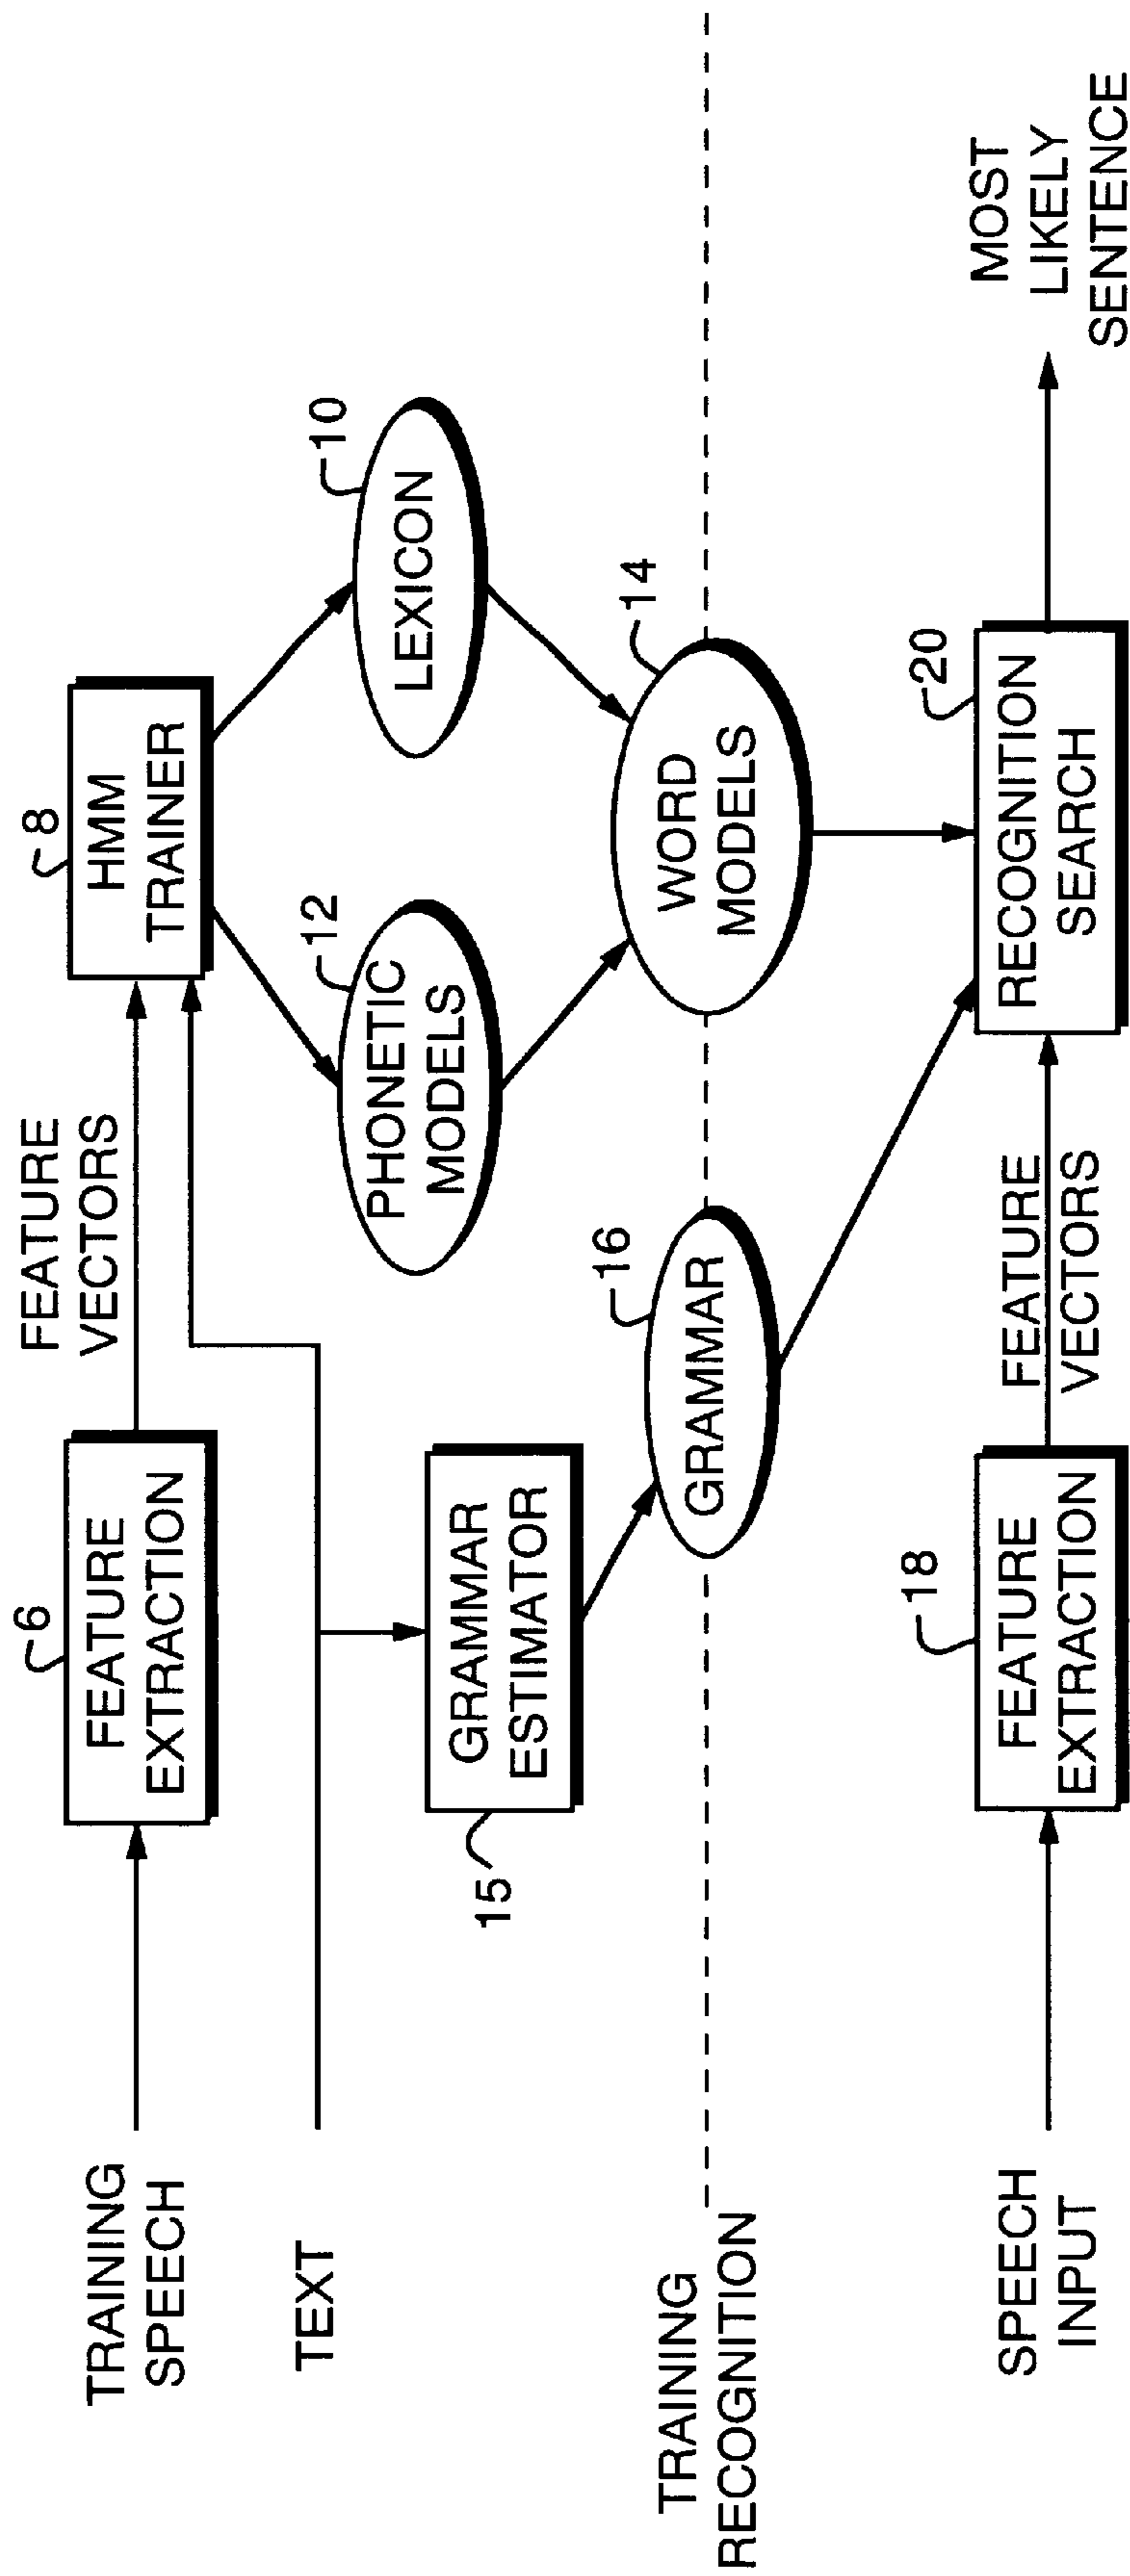 TRAINING
SPEECH
6
FEATURE
EXTRACTION
FEATURE
VECTORS
8
HMM
TRAINER
TEXT
15
GRAMMAR
ESTIMATOR
12
PHONETIC
MODELS
10
LEXICON
TRAINING
RECOGNITION
16
GRAMMAR
14
WORD
MODELS
SPEECH
INPUT
18
FEATURE
EXTRACTION
FEATURE
VECTORS
20
RECOGNITION
SEARCH
MOST
LIKELY
SENTENCE